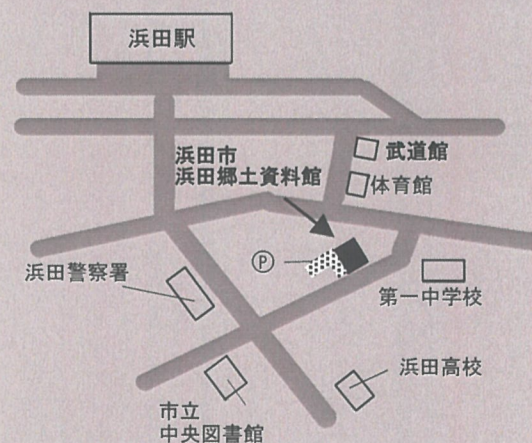 浜田駅
武道館
浜田市
浜田郷土資料館
体育館
Ⓟ
浜田警察署
第一中学校
浜田高校
市立
中央図書館